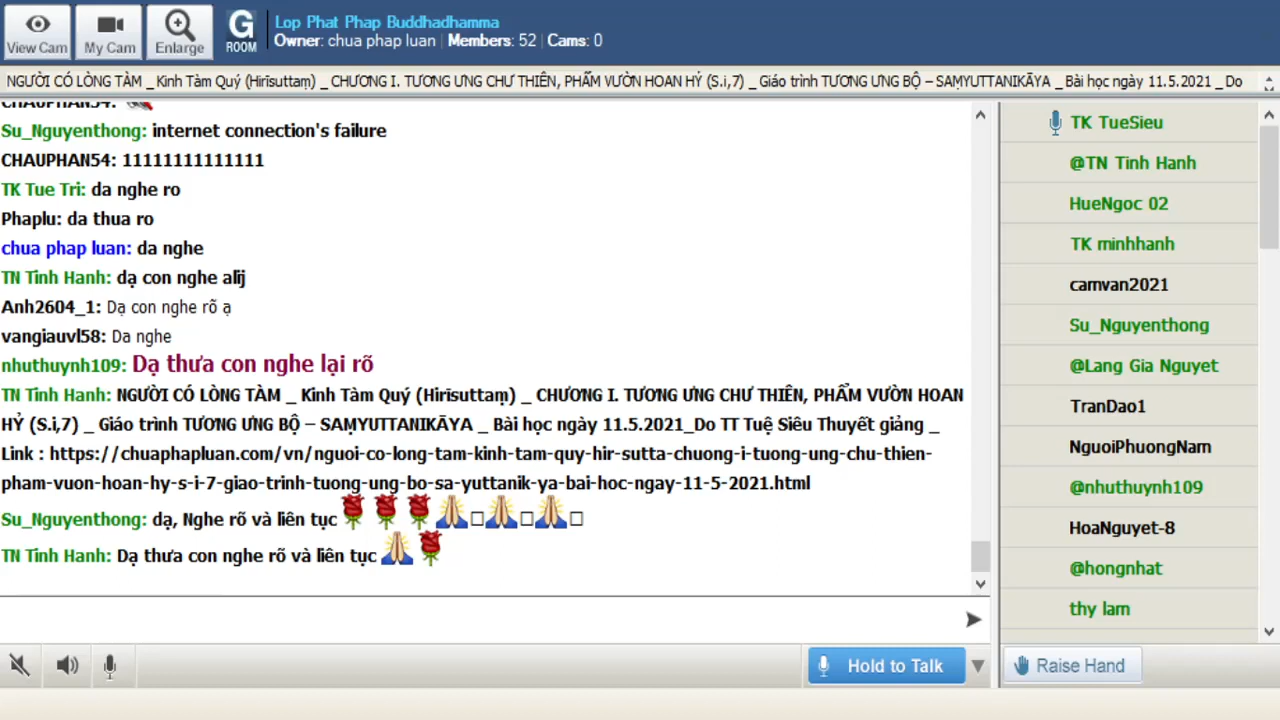 View Cam
My Cam
Enlarge
G
ROOM
Lop Phat Phap Buddhadhamma
Owner: chua phap luan | Members: 52 | Cams: 0
NGƯỜI CÓ LÒNG TÀM _ Kinh Tàm Quý (Hirīsuttaṃ) _ CHƯƠNG I. TƯƠNG ƯNG CHƯ THIÊN, PHẨM VƯỜN HOAN HỶ (S.i,7) _ Giáo trình TƯƠNG ƯNG BỘ – SAṂYUTTANIKĀYA _ Bài học ngày 11.5.2021 _ Do
CHAUPHAN54:
Su_Nguyenthong: internet connection's failure
CHAUPHAN54: 11111111111111
TK Tue Tri: da nghe ro
Phaplu: da thua ro
chua phap luan: da nghe
TN Tinh Hanh: dạ con nghe alij
Anh2604_1: Dạ con nghe rõ ạ
vangiauvl58: Da nghe
nhuthuynh109: Dạ thưa con nghe lại rõ
TN Tinh Hanh: NGƯỜI CÓ LÒNG TÀM _ Kinh Tàm Quý (Hirīsuttaṃ) _ CHƯƠNG I. TƯƠNG ƯNG CHƯ THIÊN, PHẨM VƯỜN HOAN
HỶ (S.i,7) _ Giáo trình TƯƠNG ƯNG BỘ – SAṂYUTTANIKĀYA _ Bài học ngày 11.5.2021_Do TT Tuệ Siêu Thuyết giảng _
Link : https://chuaphapluan.com/vn/nguoi-co-long-tam-kinh-tam-quy-hir-sutta-chuong-i-tuong-ung-chu-thien-
pham-vuon-hoan-hy-s-i-7-giao-trinh-tuong-ung-bo-sa-yuttanik-ya-bai-hoc-ngay-11-5-2021.html
Su_Nguyenthong: dạ, Nghe rõ và liên tục
TN Tinh Hanh: Dạ thưa con nghe rõ và liên tục
Hold to Talk
TK TueSieu
@TN Tinh Hanh
HueNgoc 02
TK minhhanh
camvan2021
Su_Nguyenthong
@Lang Gia Nguyet
TranDao1
NguoiPhuongNam
@nhuthuynh109
HoaNguyet-8
@hongnhat
thy lam
Raise Hand